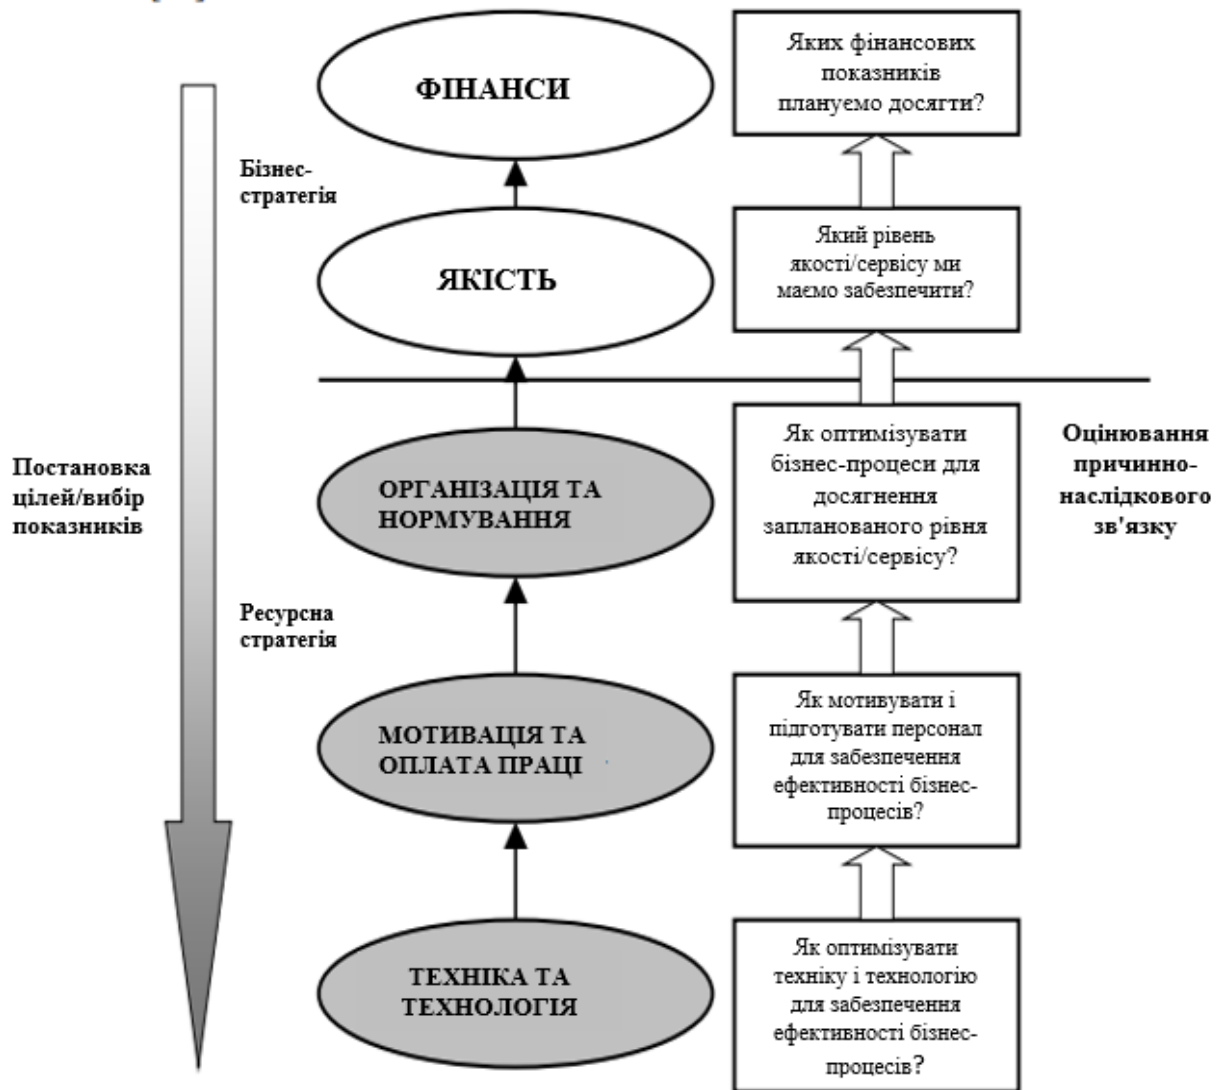 ФІНАНСИ
Яких фінансових
показників
плануємо досягти?
Бізнес-
стратегія
ЯКІСТЬ
Який рівень
якості/сервісу ми
маємо забезпечити?
Постановка
цілей/вибір
показників
ОРГАНІЗАЦІЯ ТА
НОРМУВАННЯ
Як оптимізувати
бізнес-процеси для
досягнення
запланованого рівня
якості/сервісу?
Оцінювання
причинно-
наслідкового
зв'язку
Ресурсна
стратегія
МОТИВАЦІЯ ТА
ОПЛАТА ПРАЦІ
Як мотивувати і
підготувати персонал
для забезпечення
ефективності бізнес-
процесів?
ТЕХНІКА ТА
ТЕХНОЛОГІЯ
Як оптимізувати
техніку і технологію
для забезпечення
ефективності бізнес-
процесів?